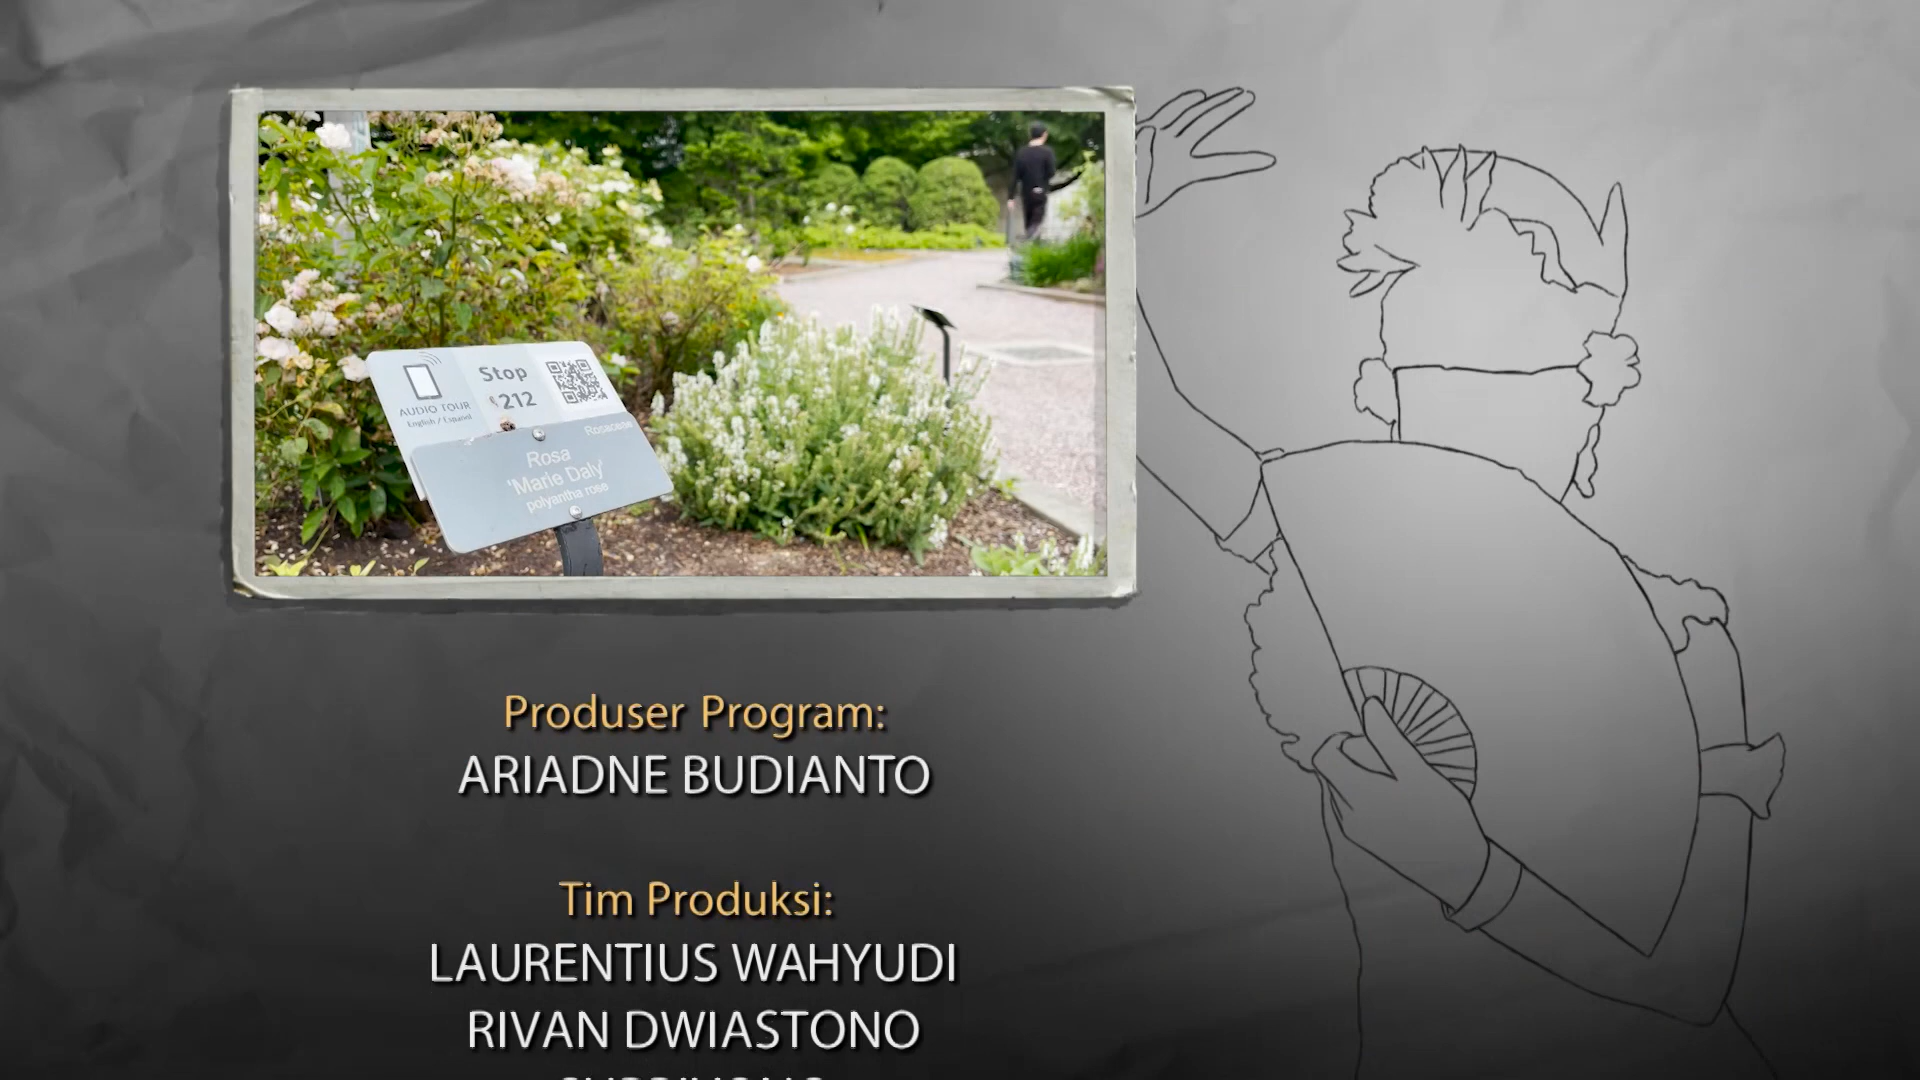 Stop
212
AUDIO TOUR
English / Español
Rosaceae
Rosa
'Marie Daly'
polyantha rose
Produser Program:
ARIADNE BUDIANTO
Tim Produksi:
LAURENTIUS WAHYUDI
RIVAN DWIASTONO